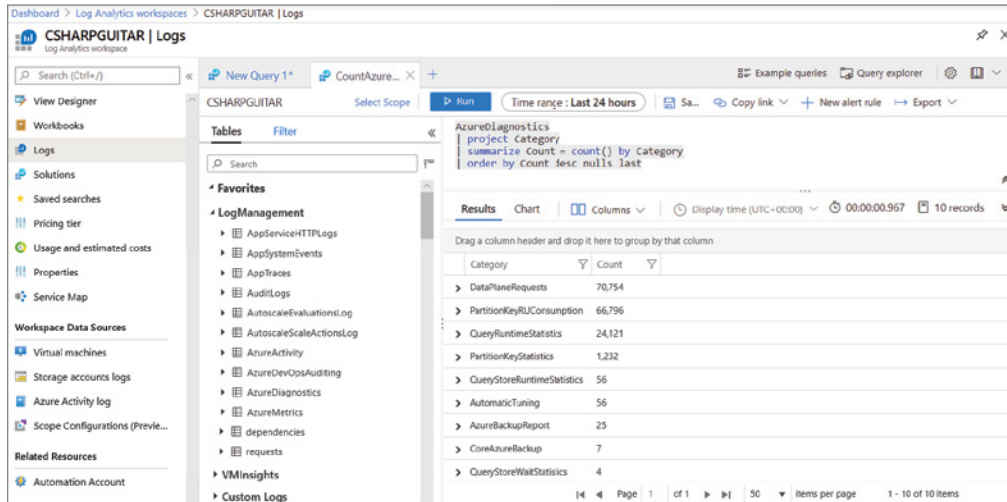 Dashboard > Log Analytics workspaces > CSHARPGUITAR | Logs
CSHARPGUITAR | Logs
Log Analytics workspace
Search (Ctrl+/)
«
View Designer
Workbooks
Logs
Solutions
Saved searches
Pricing tier
Usage and estimated costs
Properties
Service Map
Workspace Data Sources
Virtual machines
Storage accounts logs
Azure Activity log
Scope Configurations (Previe...
Related Resources
Automation Account
New Query 1*
CountAzure...
Example queries
Query explorer
CSHARPGUITAR
Select Scope
Run
Time range : Last 24 hours
Sa...
Copy link
New alert rule
Export
Tables
Filter
«
Search
Favorites
LogManagement
AppServiceHTTPLogs
AppSystemEvents
AppTraces
AuditLogs
AutoscaleEvaluationsLog
AutoscaleScaleActionsLog
AzureActivity
AzureDevOpsAuditing
AzureDiagnostics
AzureMetrics
dependencies
requests
VMInsights
Custom Logs
AzureDiagnostics
| project Category
| summarize Count = count() by Category
| order by Count desc nulls last
Results
Chart
Columns
Display time (UTC+00:00)
00:00:00.967
10 records
Drag a column header and drop it here to group by that column
Category Count
DataPlaneRequests 70,754
PartitionKeyRUConsumption 66,796
QueryRuntimeStatistics 24,121
PartitionKeyStatistics 1,232
QueryStoreRuntimeStatistics 56
AutomaticTuning 56
AzureBackupReport 25
CoreAzureBackup 7
QueryStoreWaitStatistics 4
Page 1 of 1 50 items per page 1 - 10 of 10 items